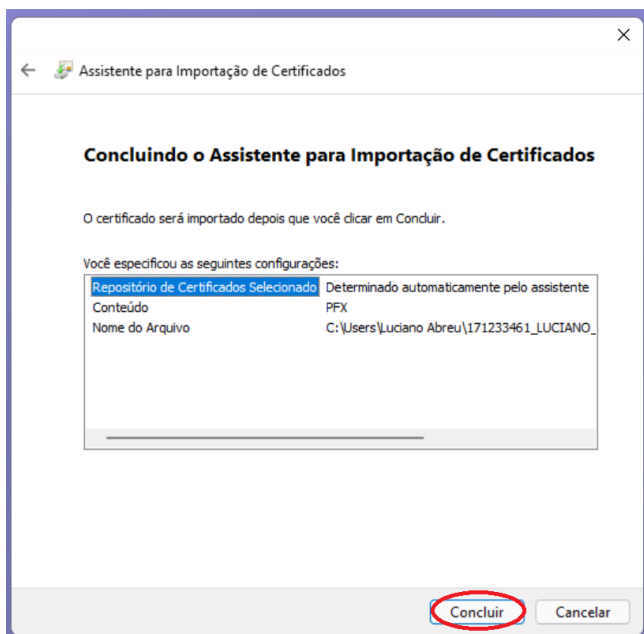 Assistente para Importação de Certificados
Concluindo o Assistente para Importação de Certificados
O certificado será importado depois que você clicar em Concluir.
Você especificou as seguintes configurações:
Repositório de Certificados Selecionado Determinado automaticamente pelo assistente
Conteúdo PFX
Nome do Arquivo C:\Users\Luciano Abreu\171233461_LUCIANO_
Concluir Cancelar